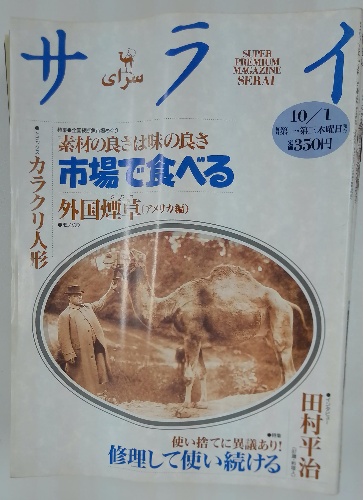 サライ
سرای
SUPER
PREMIUM
MAGAZINE
SERAI
10/1
350円
素材の良さは味の良さ
市場で食べる
外国煙草(アメリカ編)
カラクリ人形
田村平治
●特集
使い捨てに異議あり!
修理して使い続ける